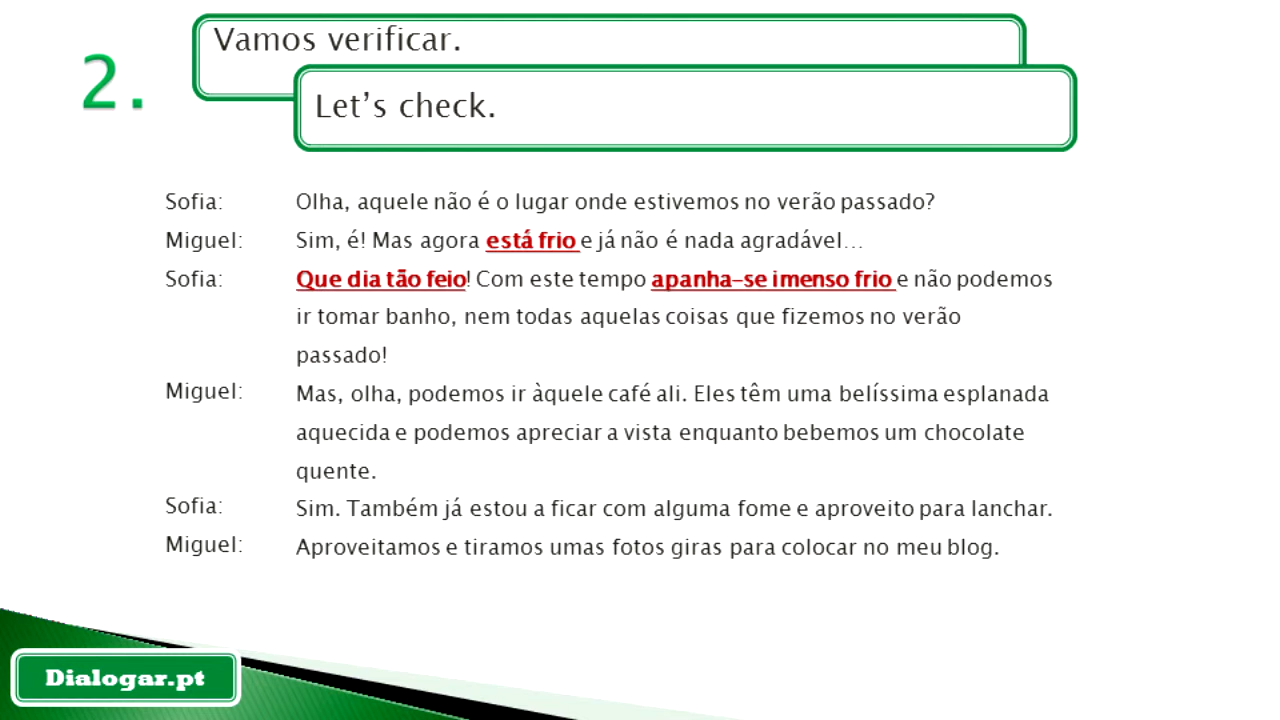 2.
Vamos verificar.
Let's check.
Sofia: Olha, aquele não é o lugar onde estivemos no verão passado?
Miguel: Sim, é! Mas agora está frio e já não é nada agradável...
Sofia: Que dia tão feio! Com este tempo apanha-se imenso frio e não podemos
ir tomar banho, nem todas aquelas coisas que fizemos no verão
passado!
Miguel: Mas, olha, podemos ir àquele café ali. Eles têm uma belíssima esplanada
aquecida e podemos apreciar a vista enquanto bebemos um chocolate
quente.
Sofia: Sim. Também já estou a ficar com alguma fome e aproveito para lanchar.
Miguel: Aproveitamos e tiramos umas fotos giras para colocar no meu blog.
Dialogar.pt